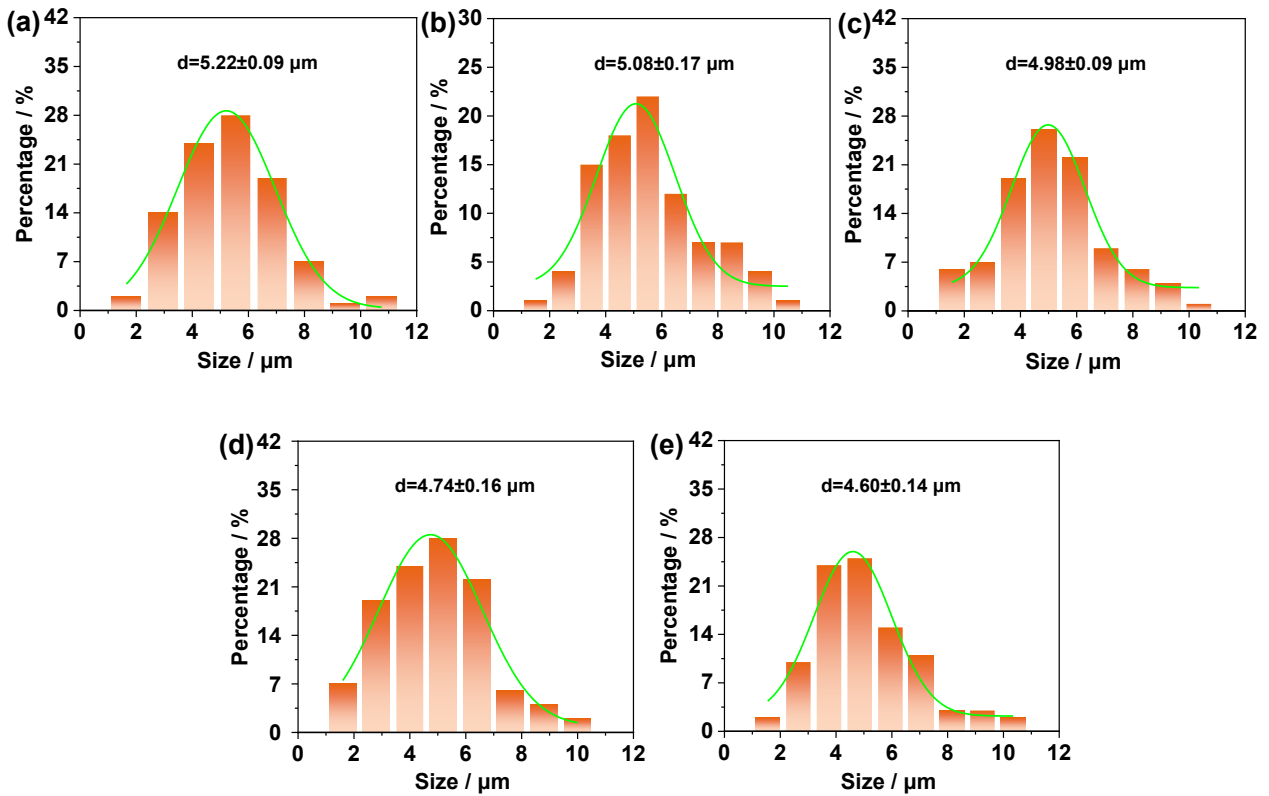 (a)
42
35
28
21
14
7
0
Percentage / %
d=5.22±0.09 μm
0 2 4 6 8 10 12
Size / μm
(b)
30
25
20
15
10
5
0
Percentage / %
d=5.08±0.17 μm
0 2 4 6 8 10 12
Size / μm
(c)
42
35
28
21
14
7
0
Percentage / %
d=4.98±0.09 μm
0 2 4 6 8 10 12
Size / μm
(d)
42
35
28
21
14
7
0
Percentage / %
d=4.74±0.16 μm
0 2 4 6 8 10 12
Size / μm
(e)
42
35
28
21
14
7
0
Percentage / %
d=4.60±0.14 μm
0 2 4 6 8 10 12
Size / μm